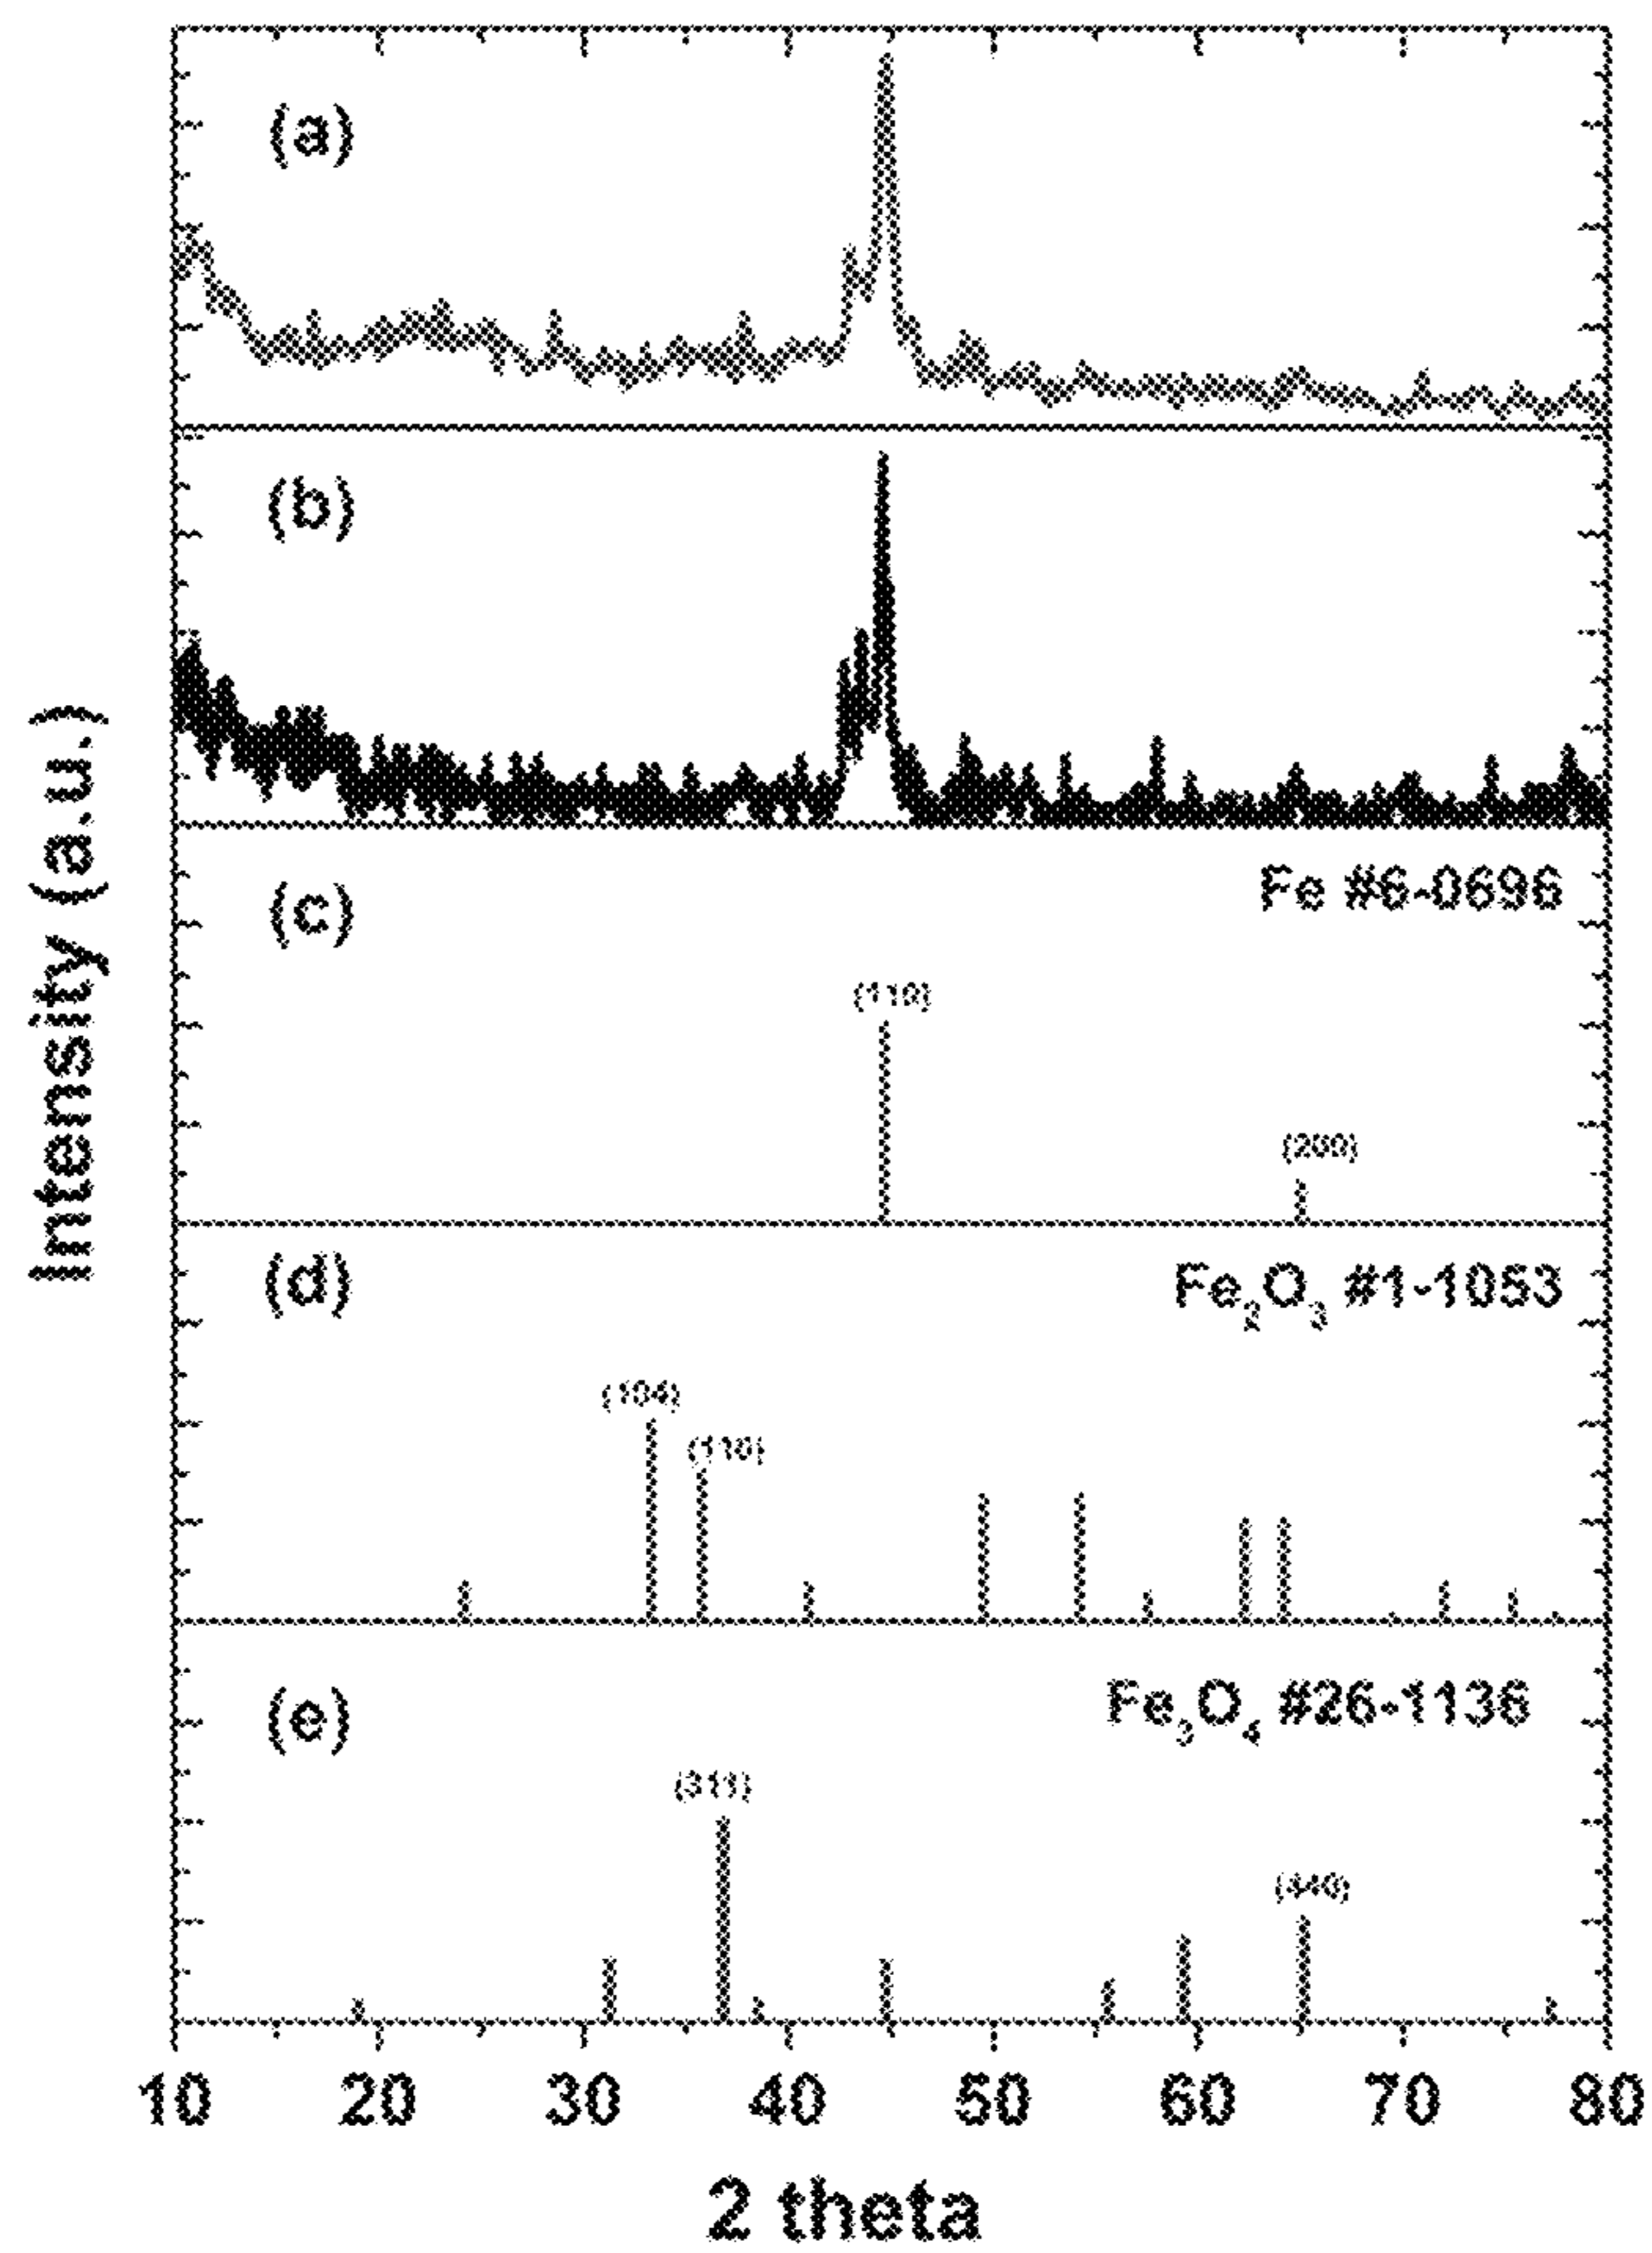 (a)
(b)
Intensity (a.u.)
(c)
Fe #6-0696
(110)
(200)
(d)
Fe₂O₃ #1-1053
(104)
(110)
(e)
Fe₃O₄ #26-1136
(311)
(440)
10 20 30 40 50 60 70 80
2 theta